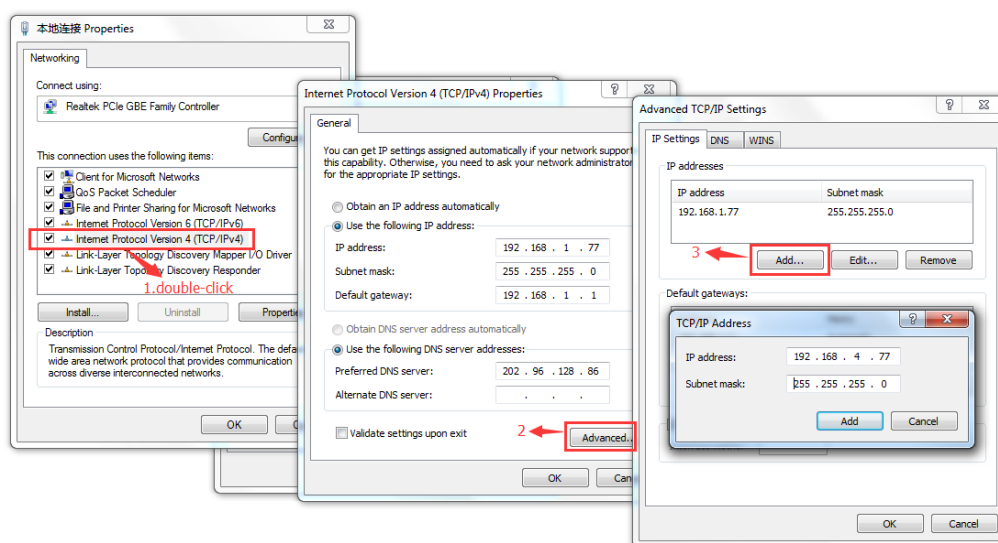 本地连接 Properties
Networking
Connect using:
Realtek PCIe GBE Family Controller
This connection uses the following items:
Client for Microsoft Networks
QoS Packet Scheduler
File and Printer Sharing for Microsoft Networks
Internet Protocol Version 6 (TCP/IPv6)
Internet Protocol Version 4 (TCP/IPv4)
Link-Layer Topology Discovery Mapper I/O Driver
Link-Layer Topology Discovery Responder
1.double-click
Install...
Uninstall
Description
Transmission Control Protocol/Internet Protocol. The
wide area network protocol that provides communication
across diverse interconnected networks.
OK
Internet Protocol Version 4 (TCP/IPv4) Properties
General
You can get IP settings assigned automatically if your network
this capability. Otherwise, you need to ask your network administrator
for the appropriate IP settings.
Obtain an IP address automatically
Use the following IP address:
IP address: 192 . 168 . 1 . 77
Subnet mask: 255 . 255 . 255 . 0
Default gateway: 192 . 168 . 1 . 1
Obtain DNS server address automatically
Use the following DNS server addresses:
Preferred DNS server: 202 . 96 . 128 . 86
Alternate DNS server: . . .
Validate settings upon exit
2
Advanced..
OK
Advanced TCP/IP Settings
IP Settings DNS WINS
IP addresses
IP address Subnet mask
192.168.1.77 255.255.255.0
3
Add... Edit... Remove
Default gateways:
TCP/IP Address
IP address: 192 . 168 . 4 . 77
Subnet mask: 255 . 255 . 255 . 0
Add Cancel
OK Cancel